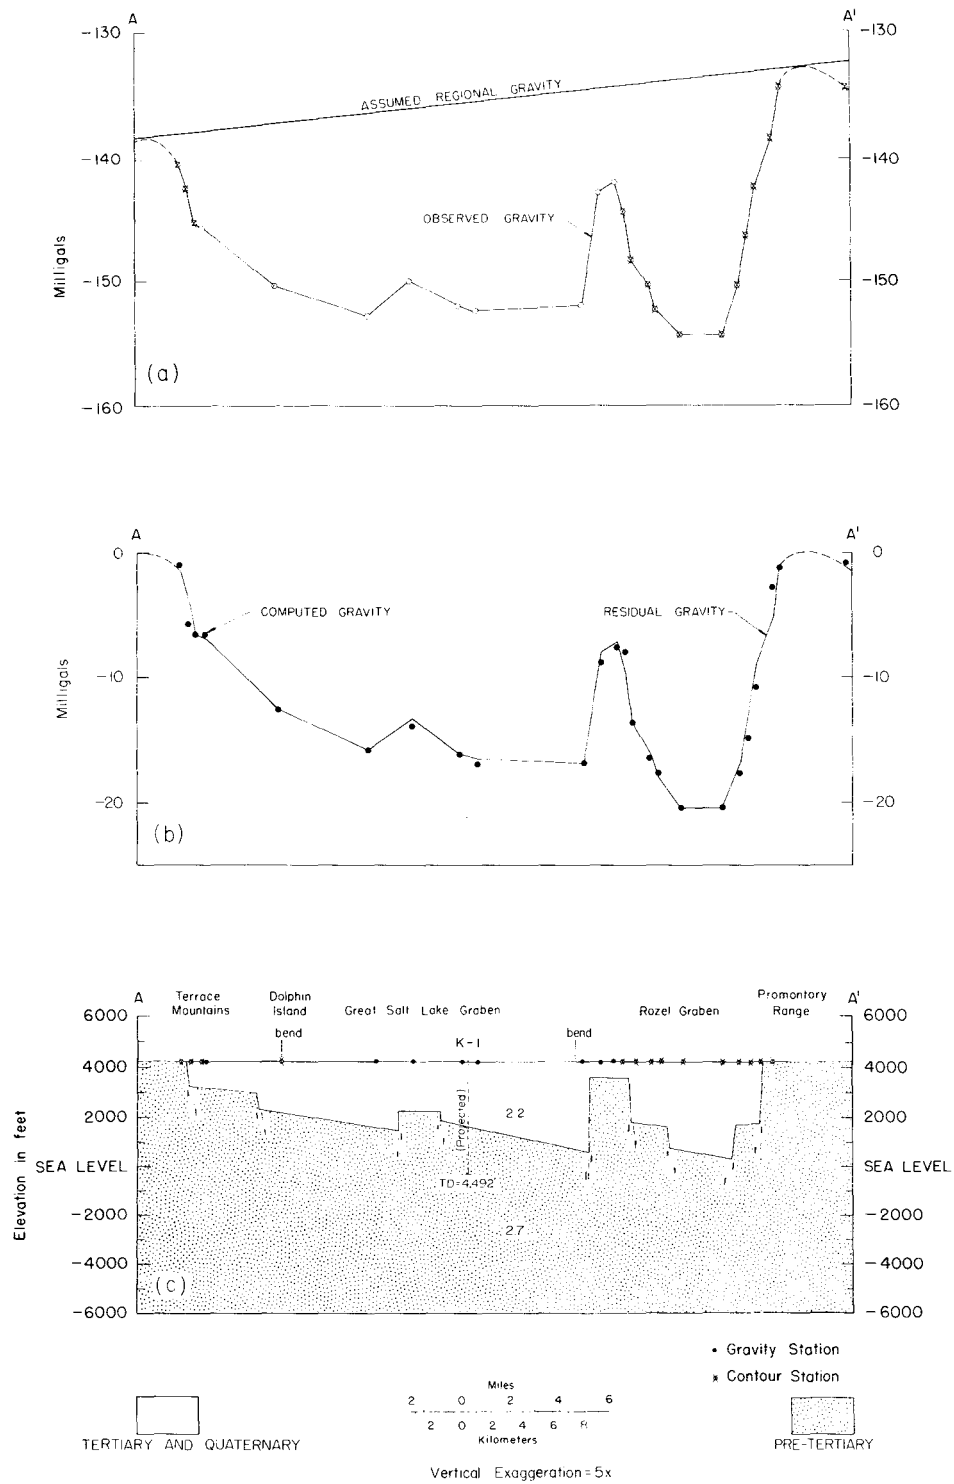 A A'
-130 -130
ASSUMED REGIONAL GRAVITY
-140 -140
OBSERVED GRAVITY
Milligals
-150 -150
(a)
-160 -160
A A'
0 0
COMPUTED GRAVITY RESIDUAL GRAVITY
Milligals
-10 -10
-20 -20
(b)
A Terrace Mountains Dolphin Island Great Salt Lake Graben Rozel Graben Promontory Range A'
6000 6000
bend K-1 bend
4000 4000
2000 2.2 2000
(Projected)
Elevation in feet
SEA LEVEL SEA LEVEL
TD=4,492
-2000 2.7 -2000
-4000 -4000
(c)
-6000 -6000
• Gravity Station
Contour Station
Miles
2 0 2 4 6
2 0 2 4 6 8
Kilometers
TERTIARY AND QUATERNARY PRE-TERTIARY
Vertical Exaggeration = 5x